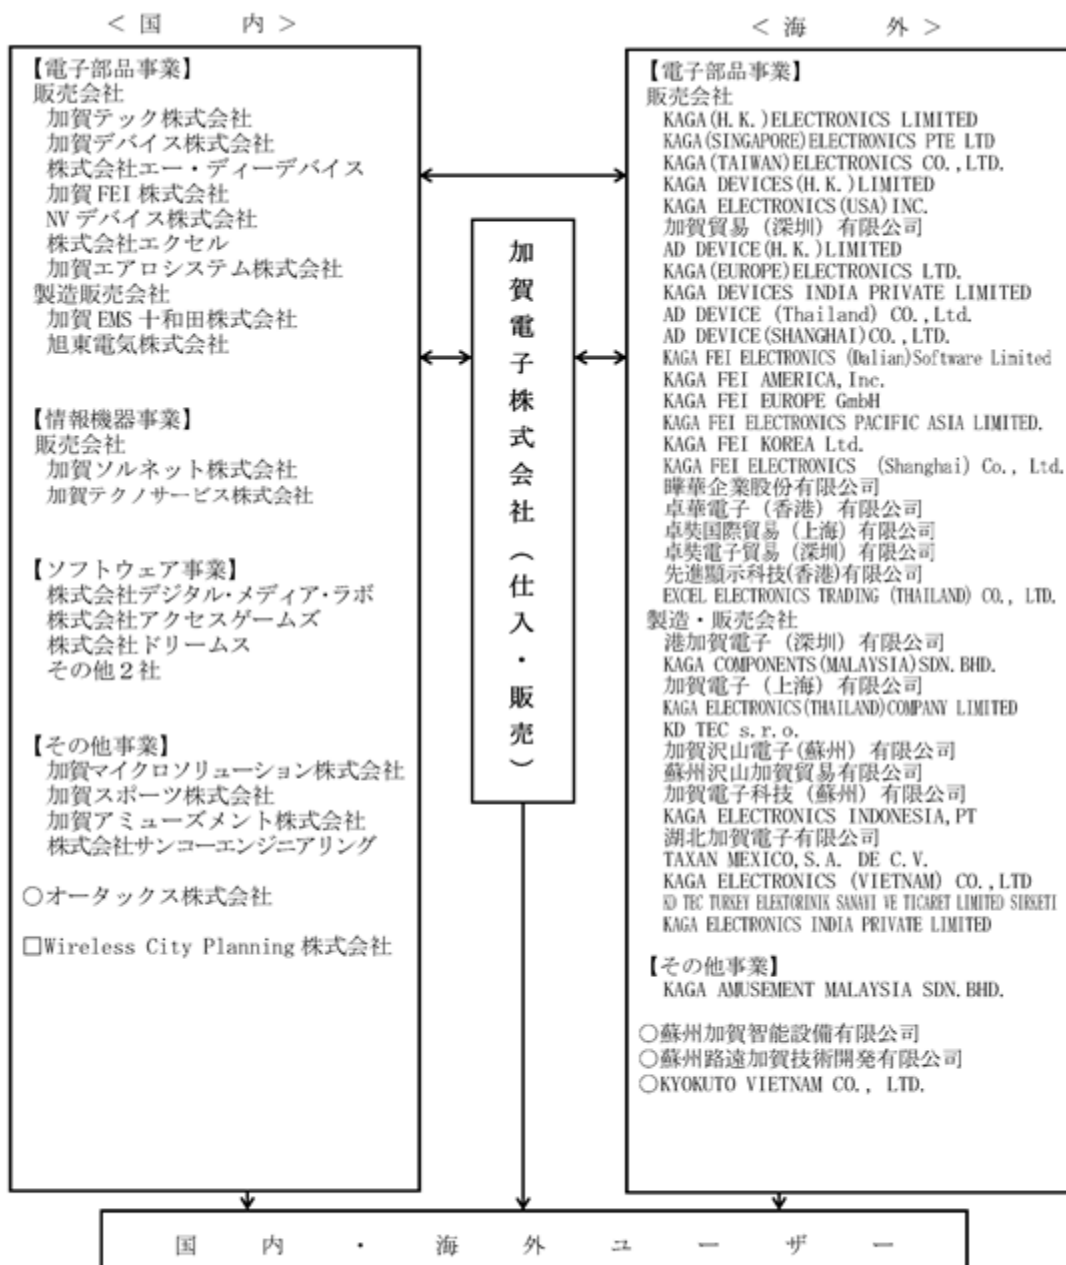 ＜国　内＞
【電子部品事業】
販売会社
加賀テック株式会社
加賀デバイス株式会社
株式会社エー・ディーデバイス
加賀 FEI 株式会社
NV デバイス株式会社
株式会社エクセル
加賀エアロシステム株式会社
製造販売会社
加賀 EMS 十和田株式会社
旭東電気株式会社
【情報機器事業】
販売会社
加賀ソルネット株式会社
加賀テクノサービス株式会社
【ソフトウェア事業】
株式会社デジタル・メディア・ラボ
株式会社アクセスゲームズ
株式会社ドリームス
その他２社
【その他事業】
加賀マイクロソリューション株式会社
加賀スポーツ株式会社
加賀アミューズメント株式会社
株式会社サンコーエンジニアリング
○オータックス株式会社
□Wireless City Planning 株式会社
加賀電子株式会社（仕入・販売）
＜海　外＞
【電子部品事業】
販売会社
KAGA(H.K.)ELECTRONICS LIMITED
KAGA(SINGAPORE)ELECTRONICS PTE LTD
KAGA(TAIWAN)ELECTRONICS CO.,LTD.
KAGA DEVICES(H.K.)LIMITED
KAGA ELECTRONICS(USA)INC.
加賀貿易（深圳）有限公司
AD DEVICE(H.K.)LIMITED
KAGA(EUROPE)ELECTRONICS LTD.
KAGA DEVICES INDIA PRIVATE LIMITED
AD DEVICE (Thailand) CO.,Ltd.
AD DEVICE(SHANGHAI)CO.,LTD.
KAGA FEI ELECTRONICS (Dalian)Software Limited
KAGA FEI AMERICA,Inc.
KAGA FEI EUROPE GmbH
KAGA FEI ELECTRONICS PACIFIC ASIA LIMITED.
KAGA FEI KOREA Ltd.
KAGA FEI ELECTRONICS (Shanghai) Co., Ltd.
曄華企業股份有限公司
卓華電子（香港）有限公司
卓奘国際貿易（上海）有限公司
卓奘電子貿易（深圳）有限公司
先進顯示科技(香港)有限公司
EXCEL ELECTRONICS TRADING (THAILAND) CO., LTD.
製造・販売会社
港加賀電子（深圳）有限公司
KAGA COMPONENTS(MALAYSIA)SDN.BHD.
加賀電子（上海）有限公司
KAGA ELECTRONICS(THAILAND)COMPANY LIMITED
KD TEC s.r.o.
加賀沢山電子(蘇州）有限公司
蘇州沢山加賀貿易有限公司
加賀電子科技（蘇州）有限公司
KAGA ELECTRONICS INDONESIA,PT
湖北加賀電子有限公司
TAXAN MEXICO,S.A. DE C.V.
KAGA ELECTRONICS (VIETNAM) CO.,LTD
KD TEC TURKEY ELEKTORINIK SANAYI VE TICARET LIMITED SIRKETI
KAGA ELECTRONICS INDIA PRIVATE LIMITED
【その他事業】
KAGA AMUSEMENT MALAYSIA SDN.BHD.
○蘇州加賀智能設備有限公司
○蘇州路遠加賀技術開発有限公司
○KYOKUTO VIETNAM CO., LTD.
国内・海外ユーザー